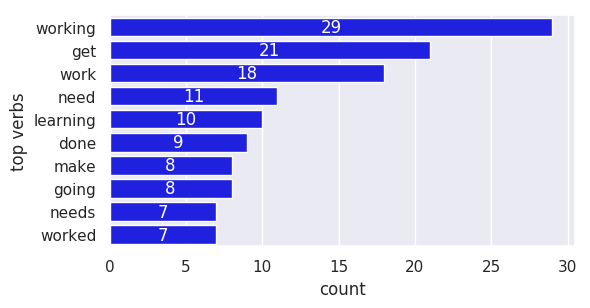 top verbs
working 29
get 21
work 18
need 11
learning 10
done 9
make 8
going 8
needs 7
worked 7
0 5 10 15 20 25 30
count